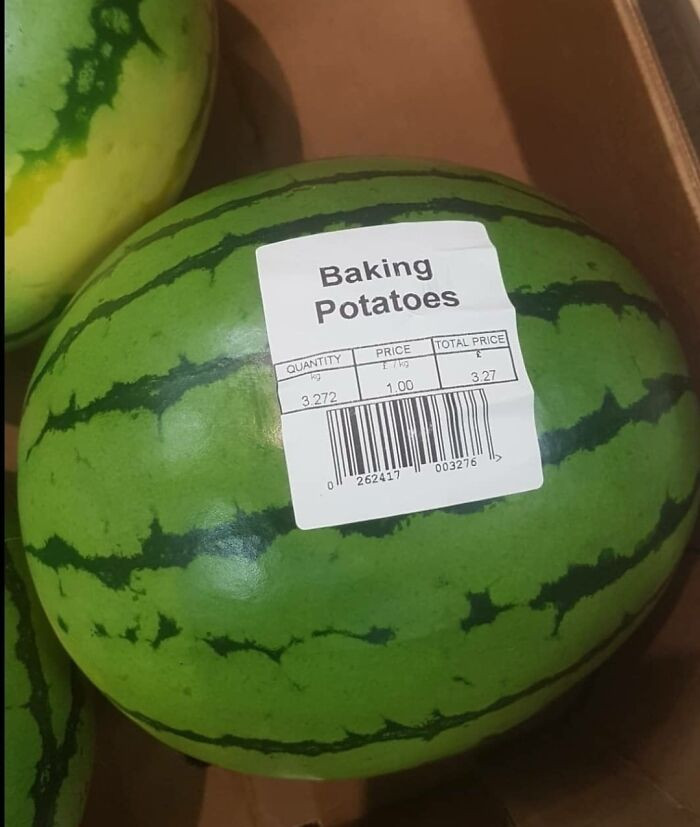 Baking
Potatoes
QUANTITY PRICE TOTAL PRICE
kg £ / kg £
3.272 1.00 3.27
0 262417 003276 >